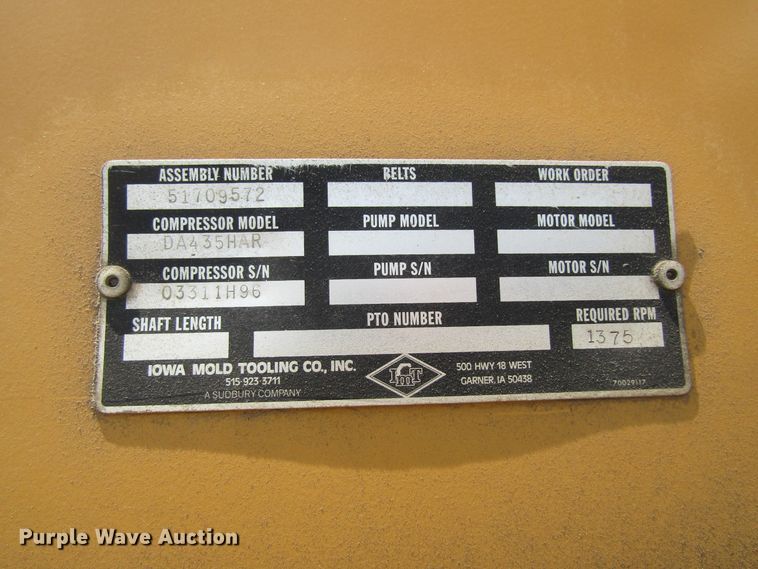 ASSEMBLY NUMBER BELTS WORK ORDER
51709572
COMPRESSOR MODEL PUMP MODEL MOTOR MODEL
DA435HAR
COMPRESSOR S/N PUMP S/N MOTOR S/N
03311H96
SHAFT LENGTH PTO NUMBER REQUIRED RPM
1375
IOWA MOLD TOOLING CO., INC.
515-923-3711
A SUDBURY COMPANY
500 HWY 18 WEST
GARNER, IA 50438
70029117
Purple Wave Auction